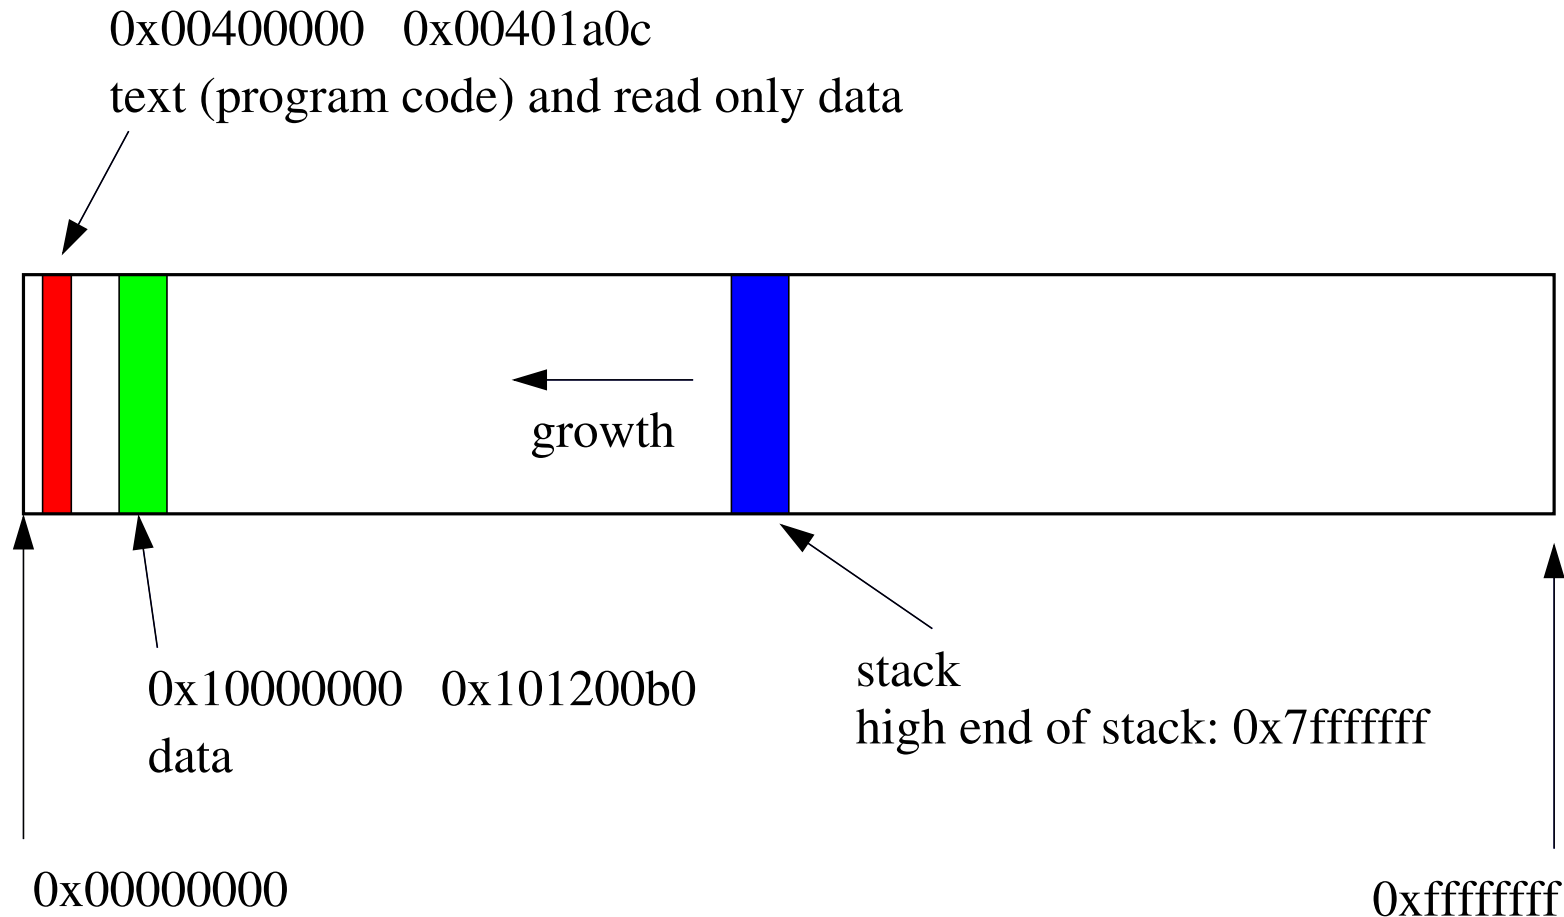 0x00400000 0x00401a0c
text (program code) and read only data
growth
0x10000000 0x101200b0
data
stack
high end of stack: 0x7fffffff
0x00000000
0xffffffff